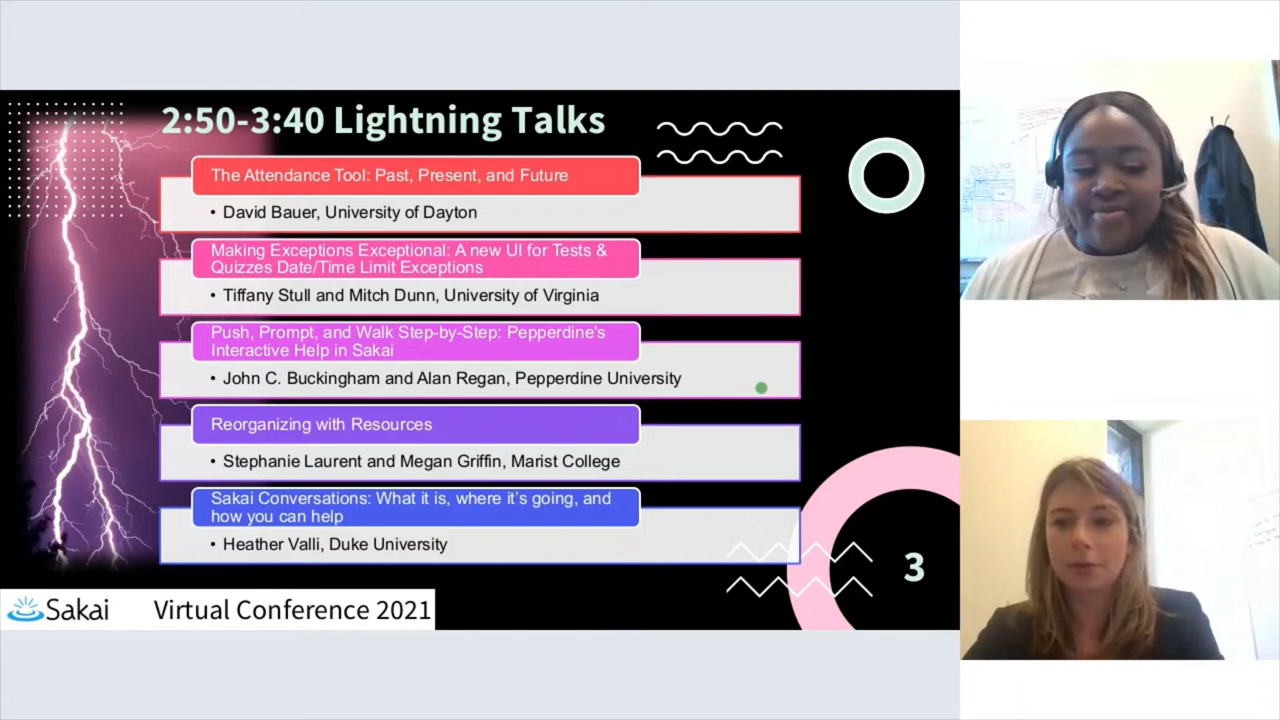 2:50-3:40 Lightning Talks
The Attendance Tool: Past, Present, and Future
• David Bauer, University of Dayton
Making Exceptions Exceptional: A new UI for Tests &
Quizzes Date/Time Limit Exceptions
• Tiffany Stull and Mitch Dunn, University of Virginia
Push, Prompt, and Walk Step-by-Step: Pepperdine's
Interactive Help in Sakai
• John C. Buckingham and Alan Regan, Pepperdine University
Reorganizing with Resources
• Stephanie Laurent and Megan Griffin, Marist College
Sakai Conversations: What it is, where it's going, and
how you can help
• Heather Valli, Duke University
3
Sakai Virtual Conference 2021